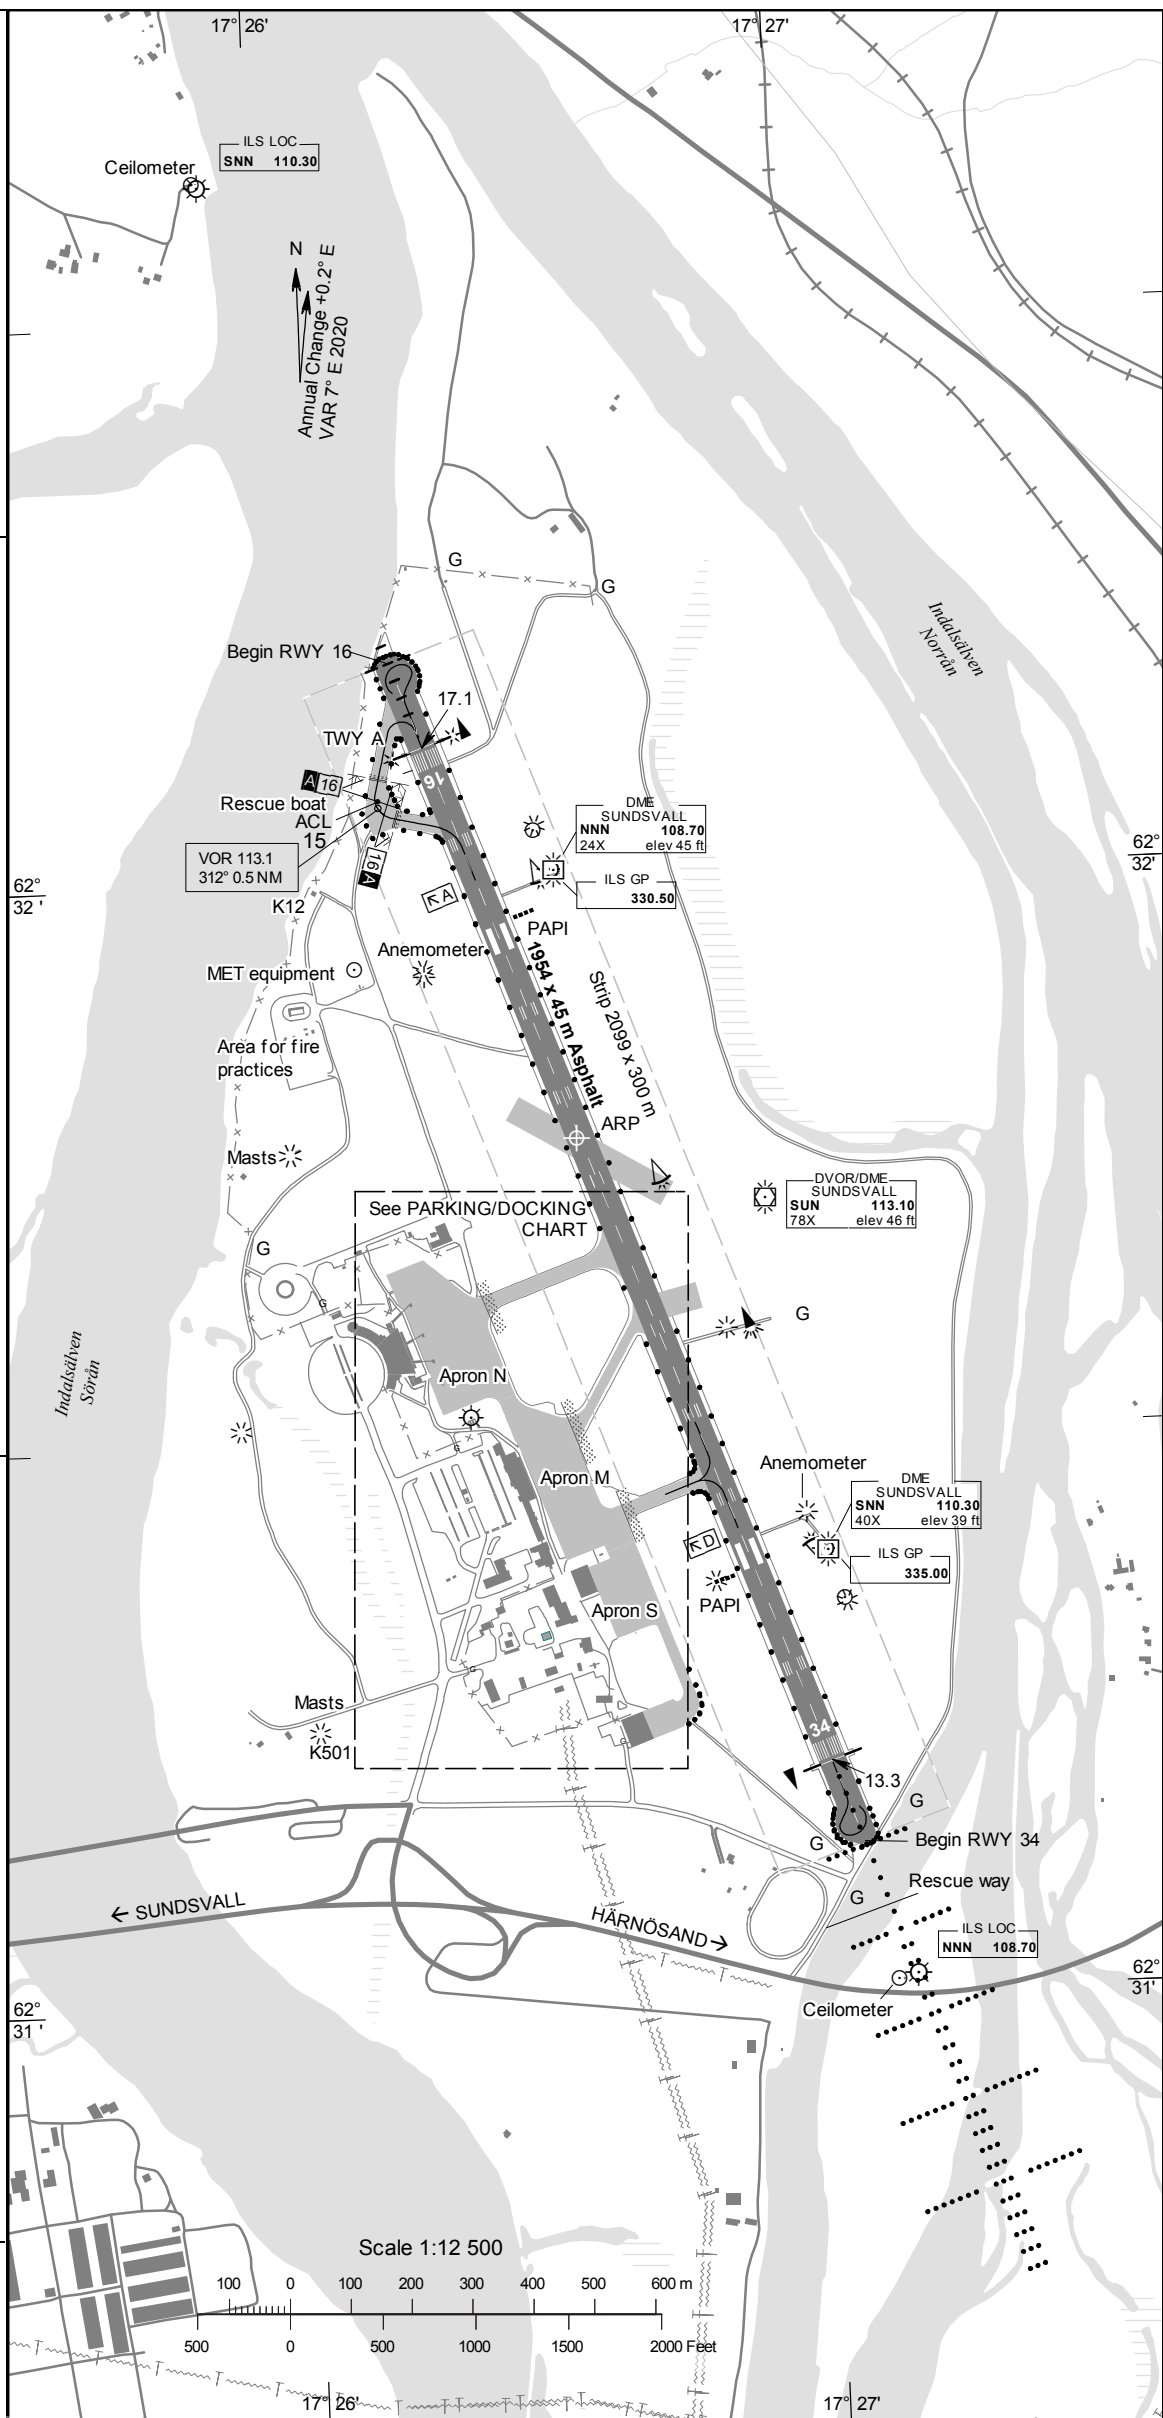 17° 26'
17° 27'
ILS LOC
SNN 110.30
Ceilometer
N
Annual Change +0.2° E
VAR 7° E 2020
G
G
Indalsälven
Norrån
Begin RWY 16
17.1
TWY A
16
A 16
Rescue boat
ACL
15
16 A
DME
SUNDSVALL
NNN 108.70
24X elev 45 ft
62°
32'
VOR 113.1
312° 0.5 NM
ILS GP
330.50
62°
32'
K12
A
PAPI
Anemometer
MET equipment
1954 x 45 m Asphalt
Strip 2099 x 300 m
Area for fire
practices
ARP
Masts
DVOR/DME
SUNDSVALL
SUN 113.10
78X elev 46 ft
See PARKING/DOCKING
CHART
G
G
G
Indalsälven
Sörån
Apron N
G
Apron M
Anemometer
DME
SUNDSVALL
SNN 110.30
40X elev 39 ft
D
ILS GP
335.00
PAPI
Apron S
G
Masts
K501
G
34
13.3
G
G
Begin RWY 34
Rescue way
G
← SUNDSVALL
HÄRNÖSAND →
ILS LOC
NNN 108.70
Ceilometer
62°
31'
62°
31'
Scale 1:12 500
100 0 100 200 300 400 500 600 m
500 0 500 1000 1500 2000 Feet
17° 26'
17° 27'